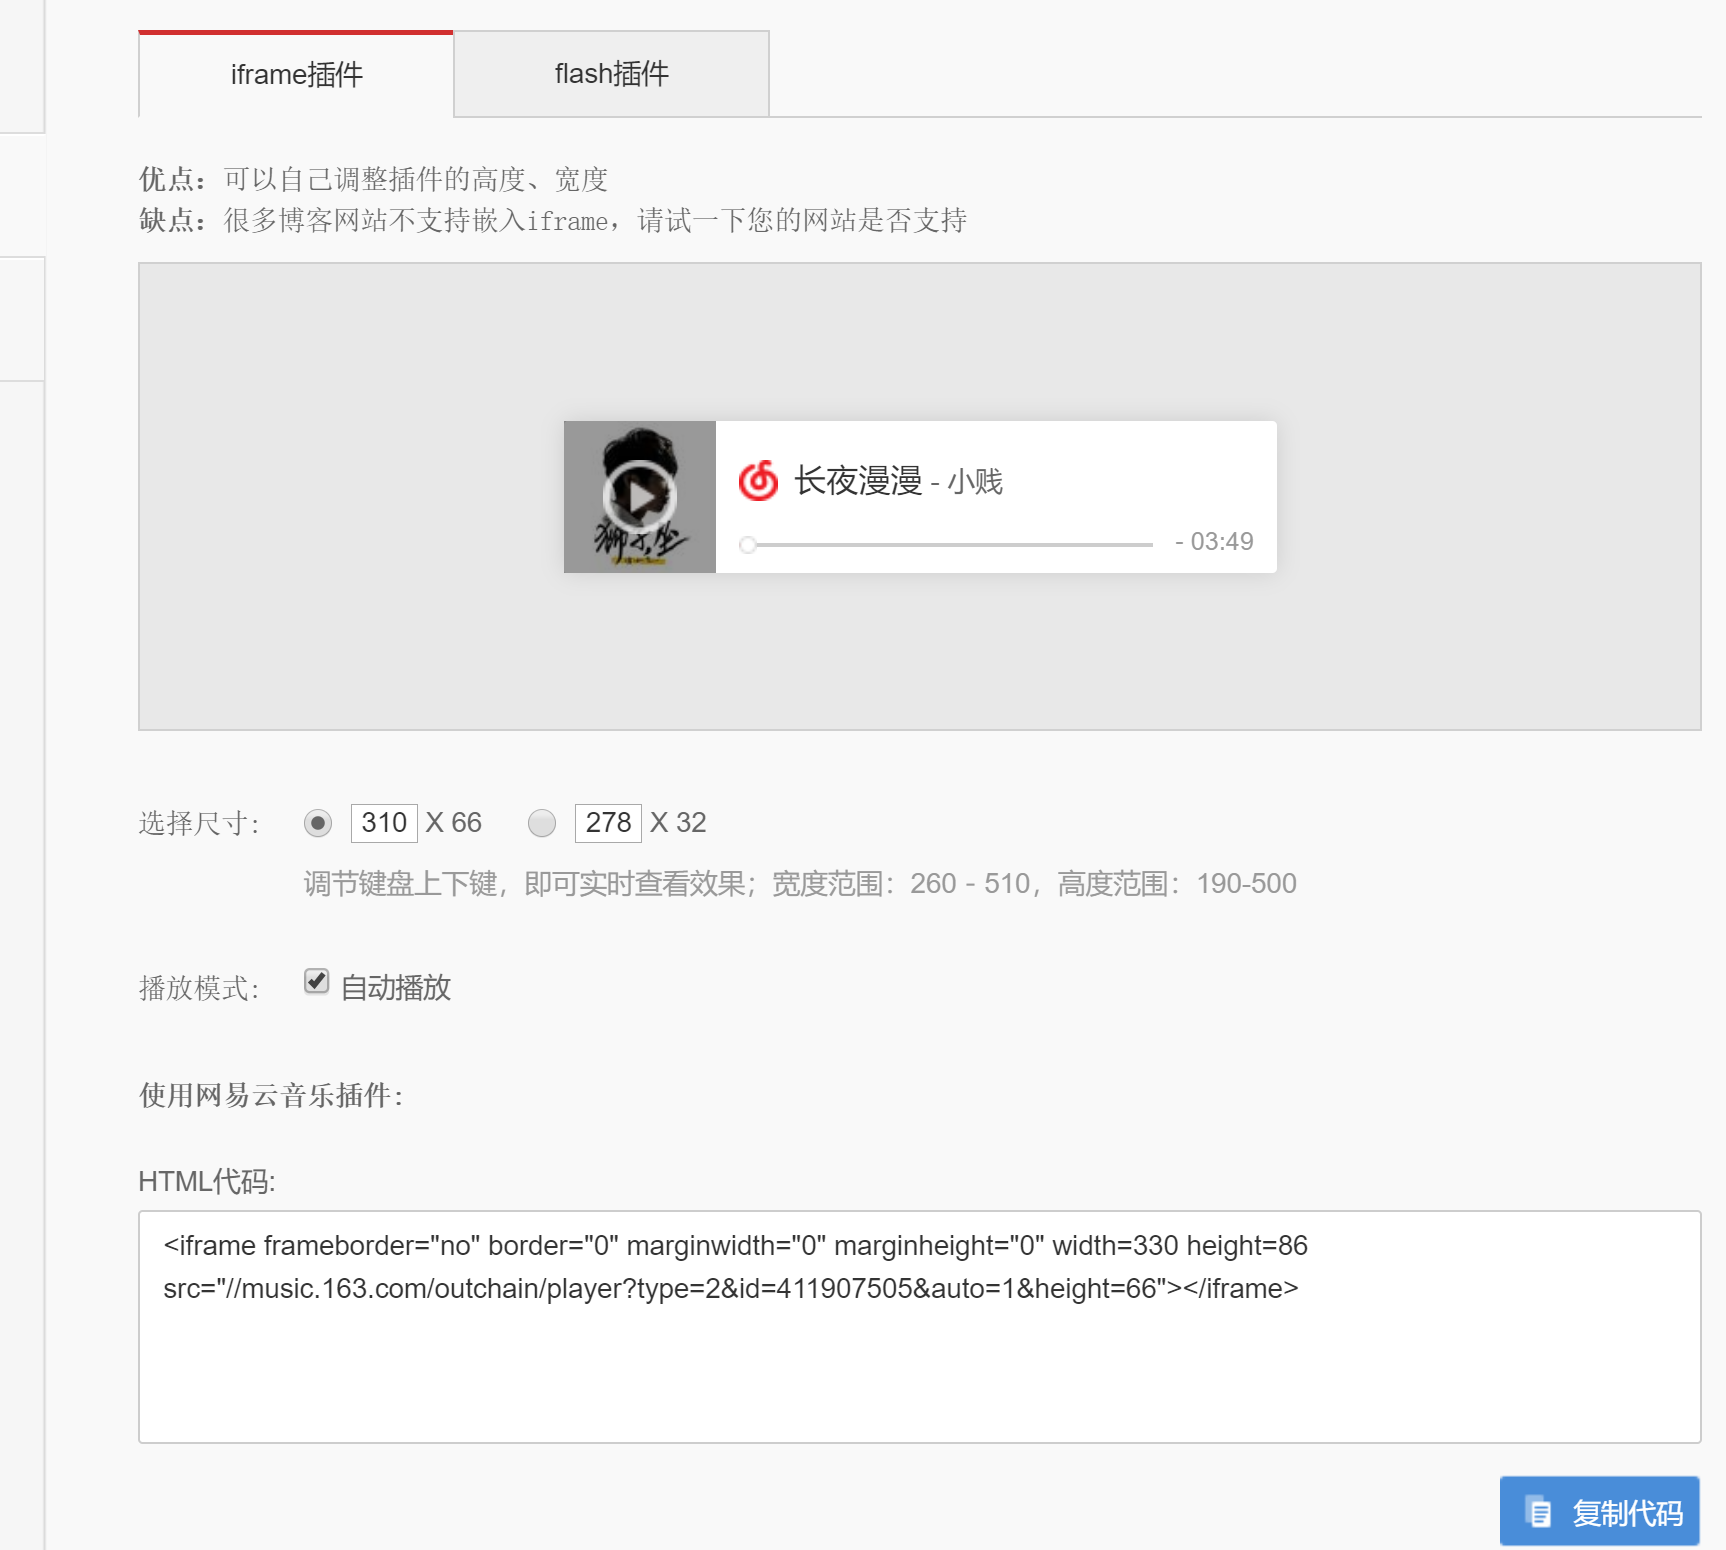 iframe插件
flash插件
优点：可以自己调整插件的高度、宽度
缺点：很多博客网站不支持嵌入iframe，请试一下您的网站是否支持
狮子坐
长夜漫漫 - 小贱
- 03:49
选择尺寸：
310 X 66
278 X 32
调节键盘上下键，即可实时查看效果；宽度范围：260 - 510，高度范围：190-500
播放模式：
自动播放
使用网易云音乐插件：
HTML代码:
<iframe frameborder="no" border="0" marginwidth="0" marginheight="0" width=330 height=86
src="//music.163.com/outchain/player?type=2&id=411907505&auto=1&height=66"></iframe>
复制代码